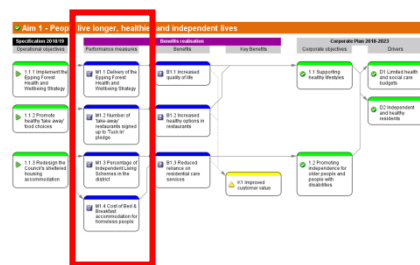 Aim 1 - People live longer, healthier and independent lives
Specification 2018/19
Benefits realisation
Corporate Plan 2018-2023
Operational objectives
Performance measures
Benefits
Key Benefits
Corporate objectives
Drivers
1.1.1 Implement the
Epping Forest
Health and
Wellbeing Strategy
M1.1 Delivery of the
Epping Forest
Health and
Wellbeing Strategy
B1.1 Increased
quality of life
1.1 Supporting
healthy lifestyles
D1 Limited health
and social care
budgets
1.1.2 Promote
healthy 'take away'
food choices
M1.2 Number of
'take-away'
restaurants signed
up to 'Tuck in'
pledge
B1.2 Increased
healthy options in
restaurants
D2 Independent
and healthy
residents
1.1.3 Redesign the
Council's sheltered
housing
accommodation
M1.3 Percentage of
Independent Living
Schemes in the
district
B1.3 Reduced
reliance on
residential care
services
K1 Improved
customer value
1.2 Promoting
independence for
older people and
people with
disabilities
M1.4 Cost of Bed &
Breakfast
accommodation for
homeless people